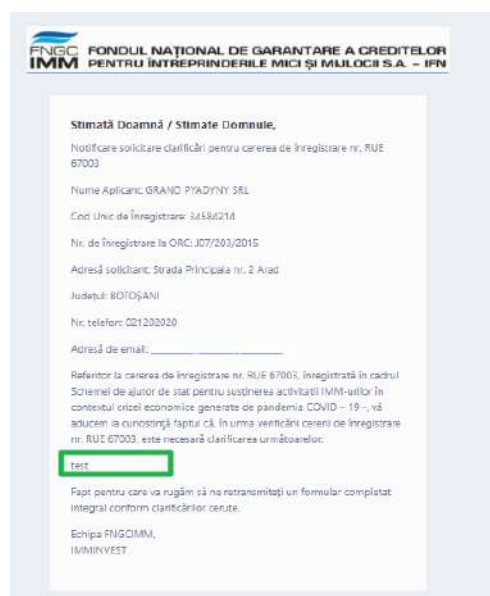 FNGC
IMM
FONDUL NAȚIONAL DE GARANTARE A CREDITELOR
PENTRU ÎNTREPRINDERILE MICI ȘI MIJLOCII S.A. – IFN
Stimată Doamnă / Stimate Domnule,
Notificare solicitare clarificări pentru cererea de înregistrare nr. RUE
67003
Nume Aplicant: GRAND PYADYNY SRL
Cod Unic de Înregistrare: 34584214
Nr. de înregistrare la ORC: J07/203/2015
Adresă solicitant: Strada Principala nr. 2 Arad
Județul: BOTOȘANI
Nr. telefon: 021202020
Adresă de email: ____________________
Referitor la cererea de înregistrare nr. RUE 67003, înregistrată în cadrul
Schemei de ajutor de stat pentru susținerea activitatii IMM-urilor în
contextul crizei economice generate de pandemia COVID – 19 –, vă
aducem la cunostință faptul că, în urma verificării cererii de înregistrare
nr. RUE 67003, este necesară clarificarea următoarelor:
test
Fapt pentru care va rugăm să ne retransmiteți un formular completat
integral conform clarificărilor cerute.
Echipa FNGCIMM,
IMMINVEST